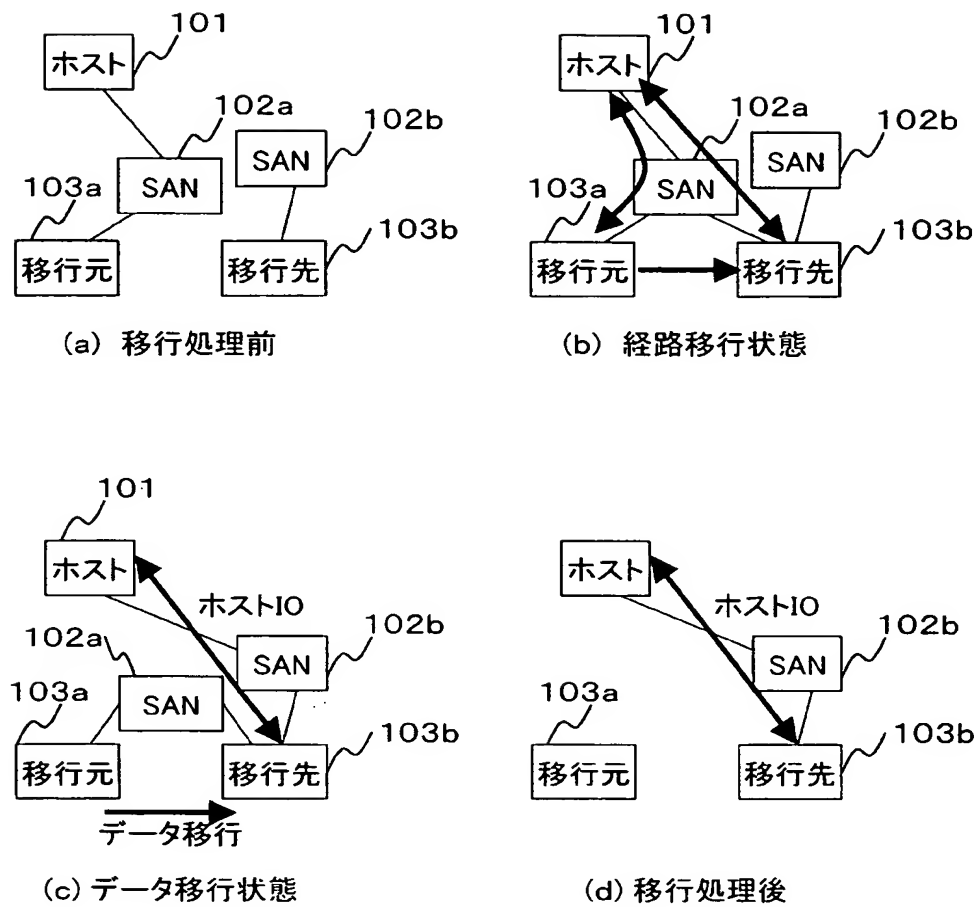 101
ホスト
102a
102b
SAN
SAN
103a
103b
移行元
移行先
(a) 移行処理前
101
ホスト
102a
102b
SAN
SAN
103a
103b
移行元
移行先
(b) 経路移行状態
101
ホスト
ホストIO
102a
102b
SAN
SAN
103a
103b
移行元
移行先
データ移行
(c) データ移行状態
ホスト
ホストIO
102b
SAN
103a
103b
移行元
移行先
(d) 移行処理後